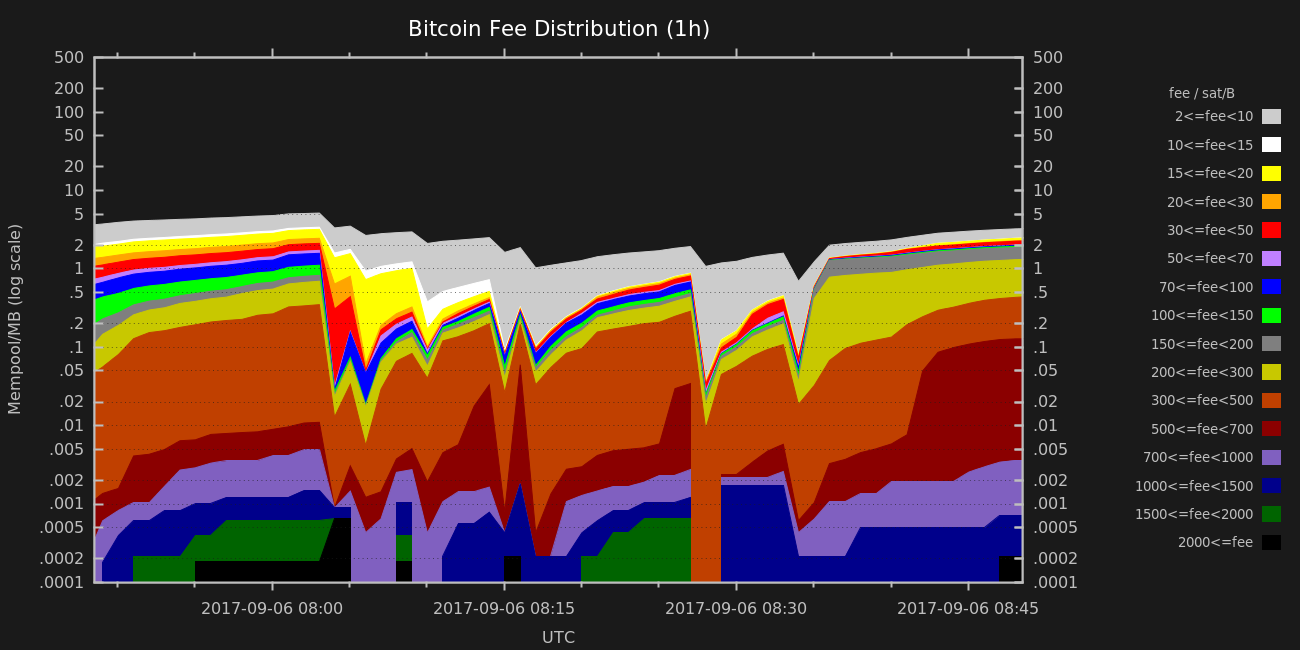 Bitcoin Fee Distribution (1h)
Mempool/MB (log scale)
500
200
100
50
20
10
5
2
1
.5
.2
.1
.05
.02
.01
.005
.002
.001
.0005
.0002
.0001
500
200
100
50
20
10
5
2
1
.5
.2
.1
.05
.02
.01
.005
.002
.001
.0005
.0002
.0001
2017-09-06 08:00
2017-09-06 08:15
2017-09-06 08:30
2017-09-06 08:45
UTC
fee / sat/B
2<=fee<10
10<=fee<15
15<=fee<20
20<=fee<30
30<=fee<50
50<=fee<70
70<=fee<100
100<=fee<150
150<=fee<200
200<=fee<300
300<=fee<500
500<=fee<700
700<=fee<1000
1000<=fee<1500
1500<=fee<2000
2000<=fee